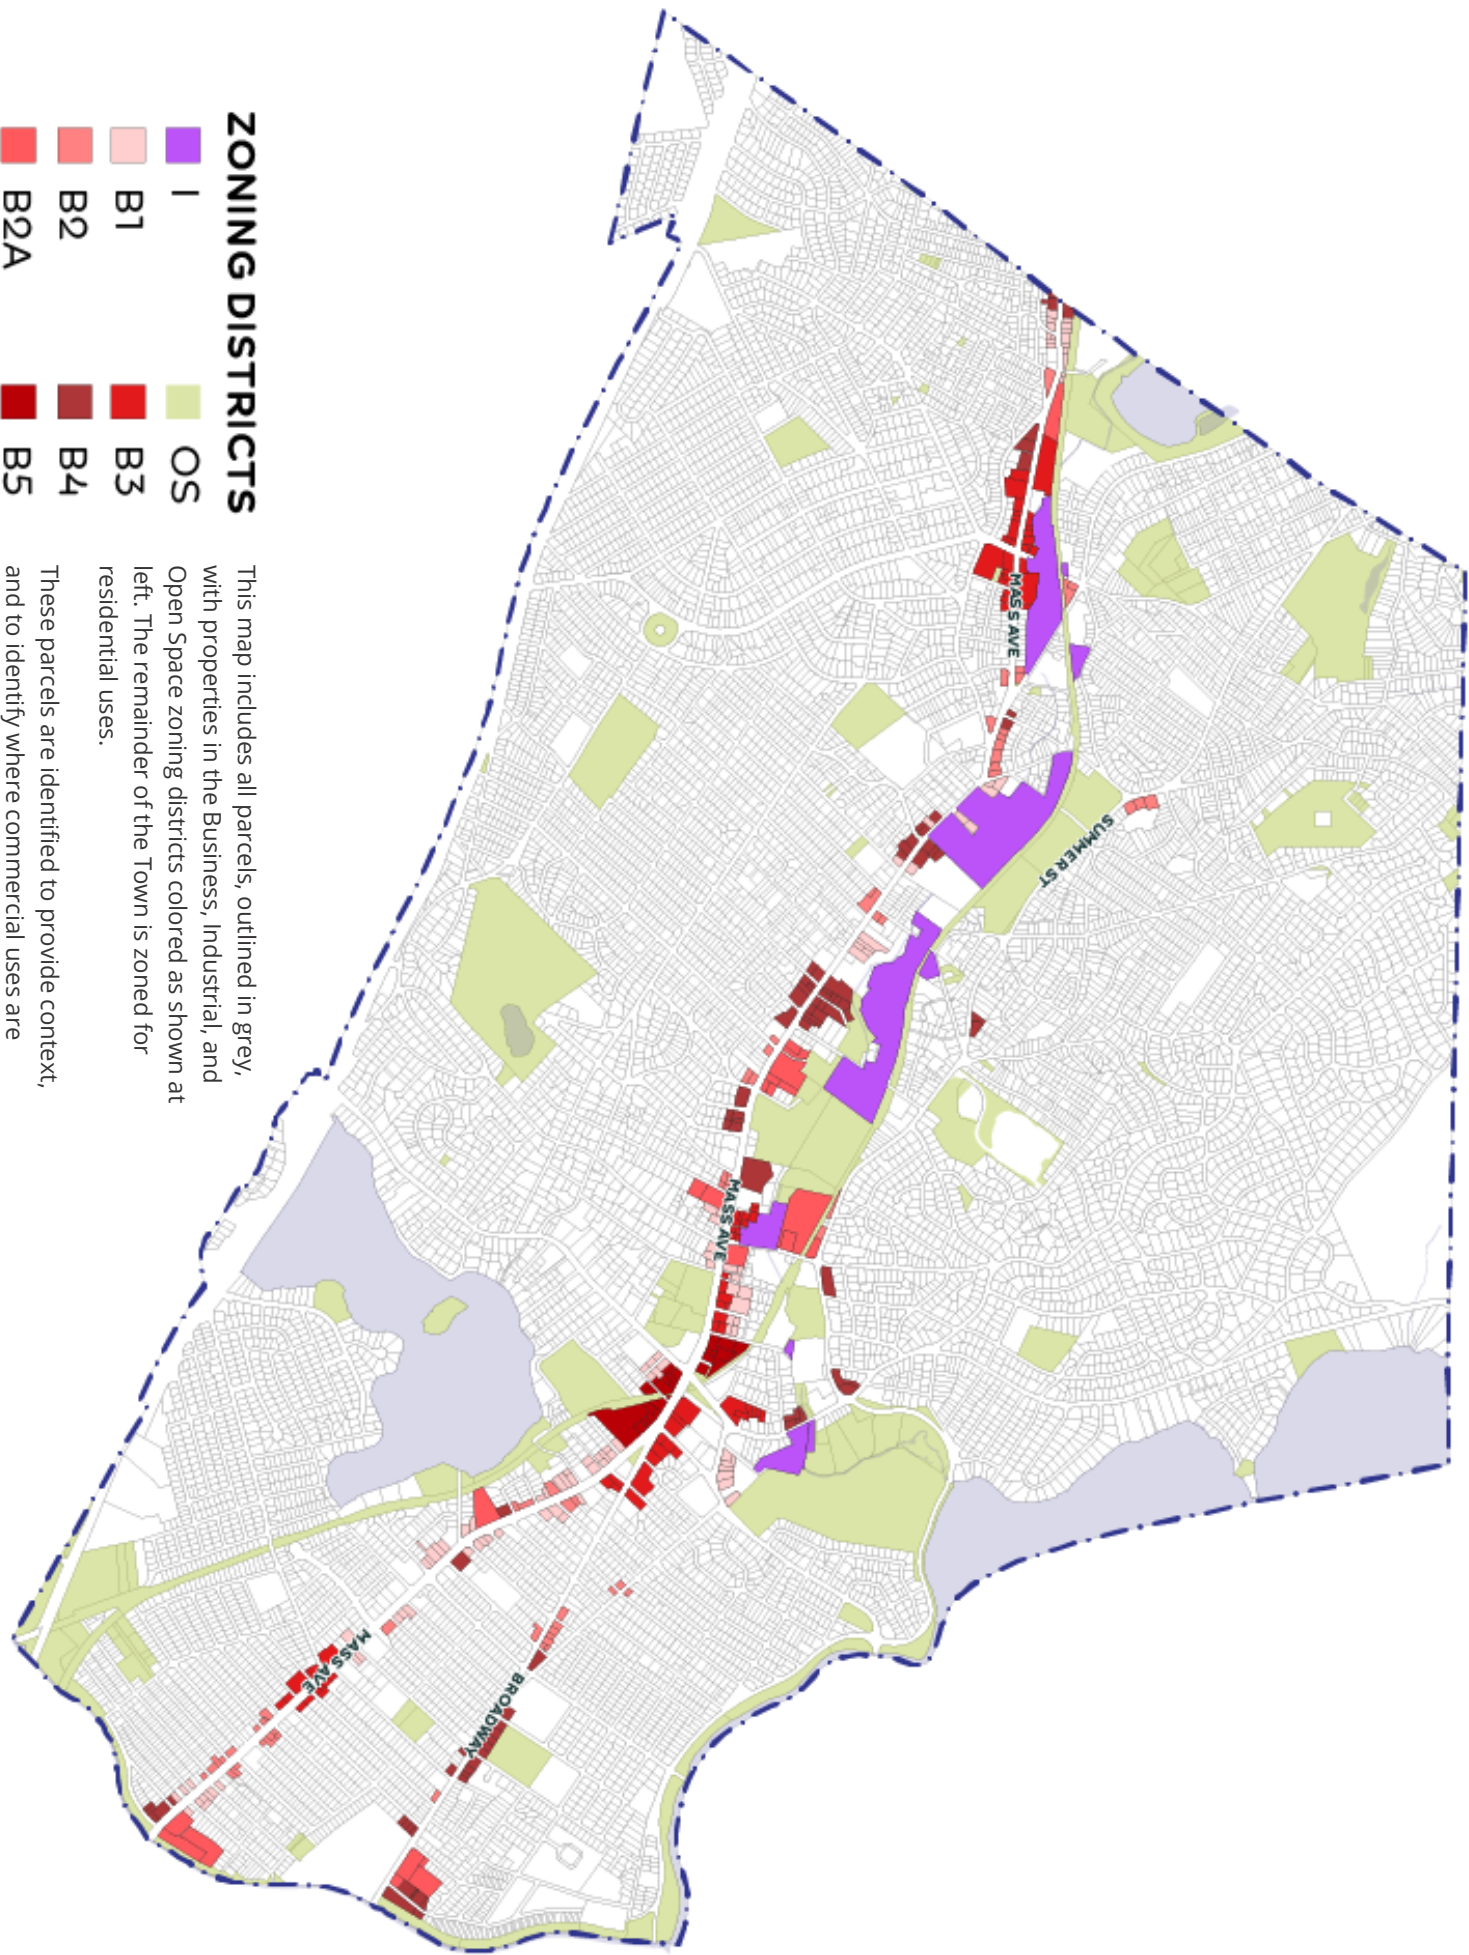 ZONING DISTRICTS
I
B1
B2
B2A
OS
B3
B4
B5
This map includes all parcels, outlined in grey,
with properties in the Business, Industrial, and
Open Space zoning districts colored as shown at
left. The remainder of the Town is zoned for
residential uses.
These parcels are identified to provide context,
and to identify where commercial uses are
MASS AVE
SUMMER ST
MASS AVE
MASS AVE
BROADWAY